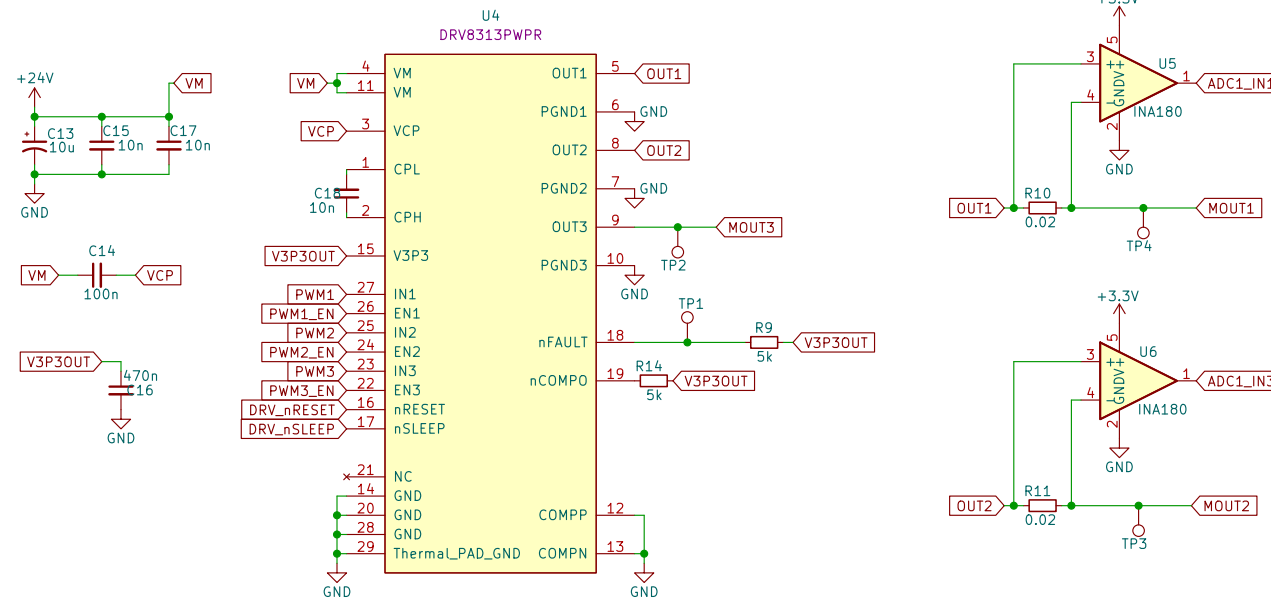 +24V
VM
C13
10u
C15
10n
C17
10n
GND
VM
C14
100n
VCP
V3P3OUT
470n
C16
GND
U4
DRV8313PWPR
VM
4
VM
11
VM
VCP
3
VCP
1
CPL
C18
10n
2
CPH
V3P3OUT
15
V3P3
PWM1
27
IN1
PWM1_EN
26
EN1
PWM2
25
IN2
PWM2_EN
24
EN2
PWM3
23
IN3
PWM3_EN
22
EN3
DRV_nRESET
16
nRESET
DRV_nSLEEP
17
nSLEEP
21
NC
14
GND
20
GND
28
GND
29
Thermal_PAD_GND
GND
OUT1
5
OUT1
PGND1
6
GND
OUT2
8
OUT2
PGND2
7
GND
OUT3
9
MOUT3
TP2
PGND3
10
GND
TP1
nFAULT
18
R9
5k
V3P3OUT
nCOMPO
19
R14
5k
V3P3OUT
COMPP
12
COMPN
13
GND
+3.3V
5
U5
3
+
V+
1
ADC1_IN1
4
-
GND
INA180
2
GND
OUT1
R10
0.02
MOUT1
TP4
+3.3V
5
U6
3
+
V+
1
ADC1_IN3
4
-
GND
INA180
2
GND
OUT2
R11
0.02
MOUT2
TP3